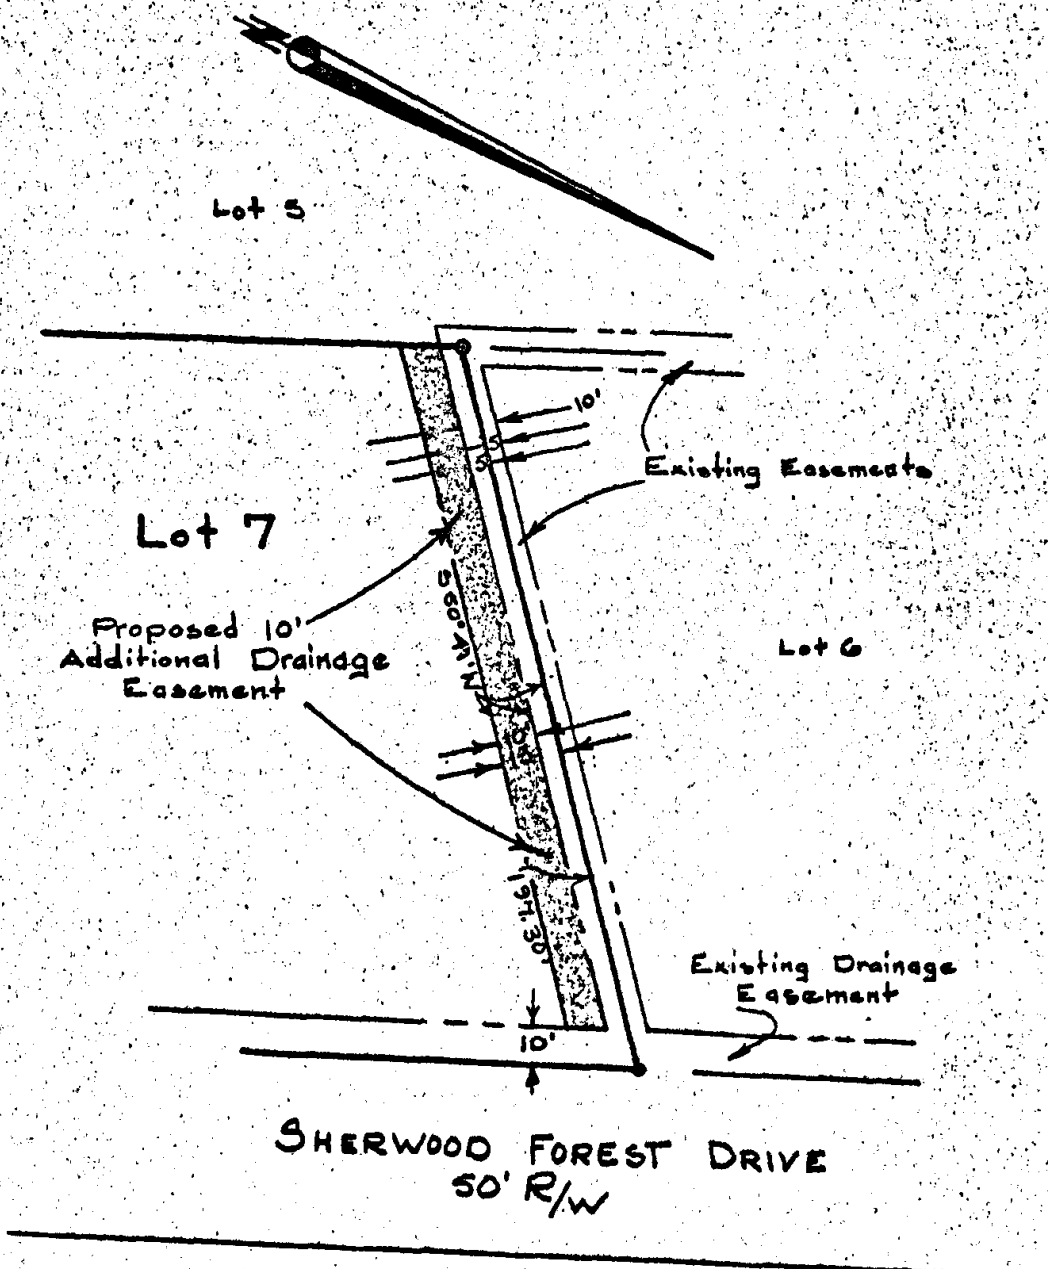 N
Lot 5
10'
5
5
Existing Easements
Lot 7
Proposed 10'
Additional Drainage
Easement
Lot 6
10'
194.30'
Existing Drainage
Easement
10'
SHERWOOD FOREST DRIVE
50' R/W